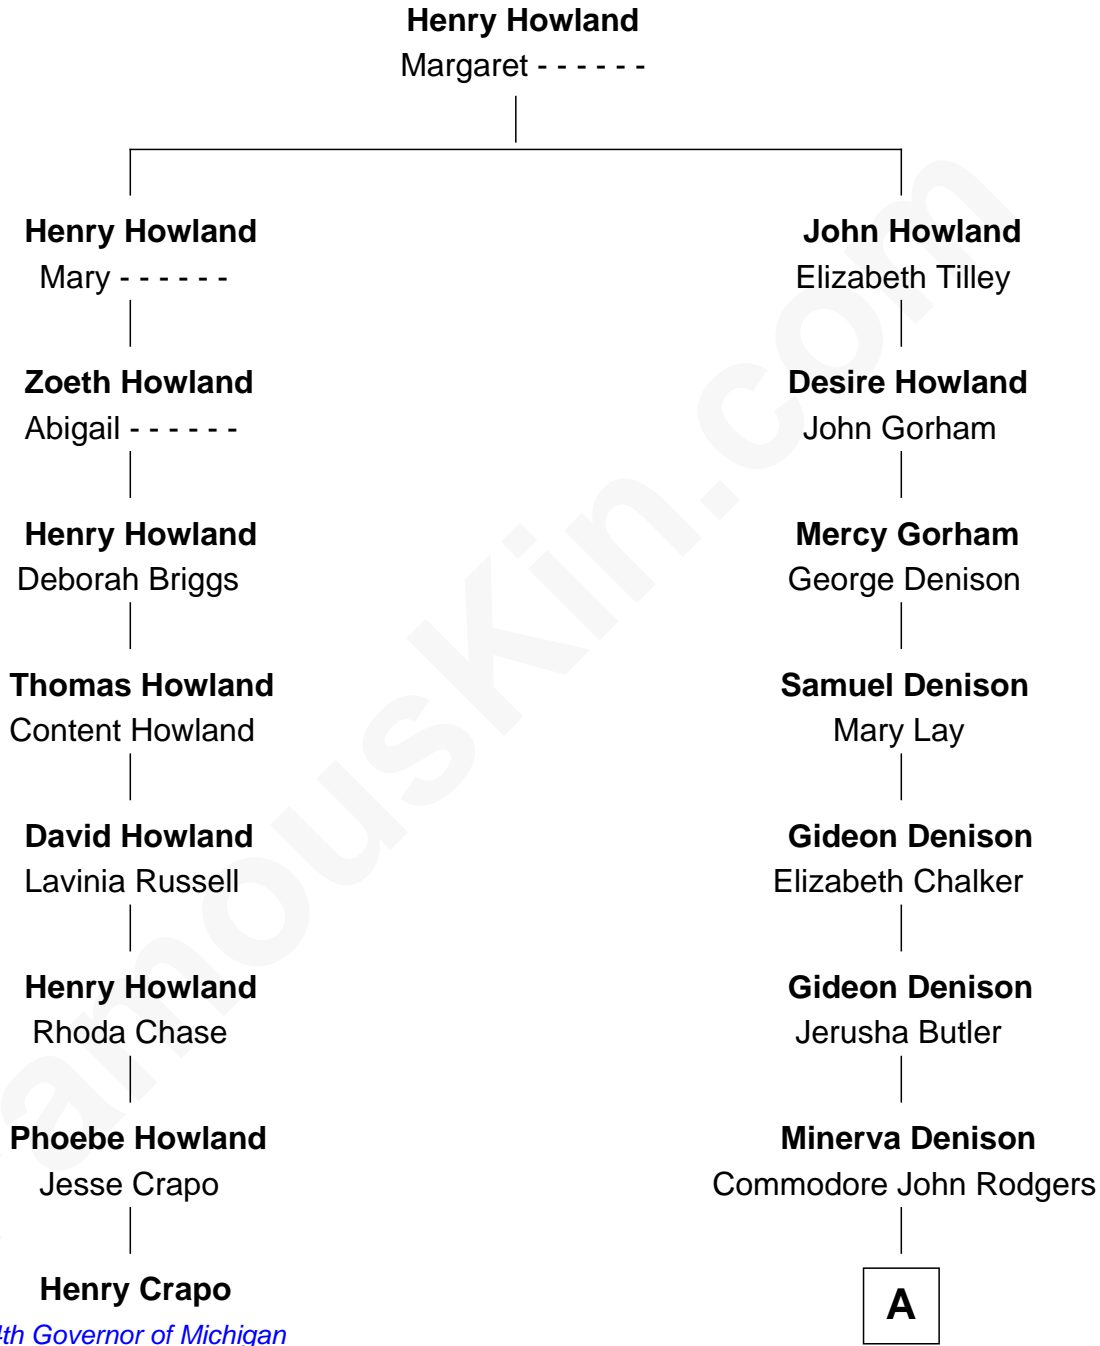 Henry Howland
Margaret - - - - - -
Henry Howland
Mary - - - - - -
John Howland
Elizabeth Tilley
Zoeth Howland
Abigail - - - - - -
Desire Howland
John Gorham
Henry Howland
Deborah Briggs
Mercy Gorham
George Denison
Thomas Howland
Content Howland
Samuel Denison
Mary Lay
David Howland
Lavinia Russell
Gideon Denison
Elizabeth Chalker
Henry Howland
Rhoda Chase
Gideon Denison
Jerusha Butler
Phoebe Howland
Jesse Crapo
Minerva Denison
Commodore John Rodgers
Henry Crapo
A
4th Governor of Michigan
amouskin.com